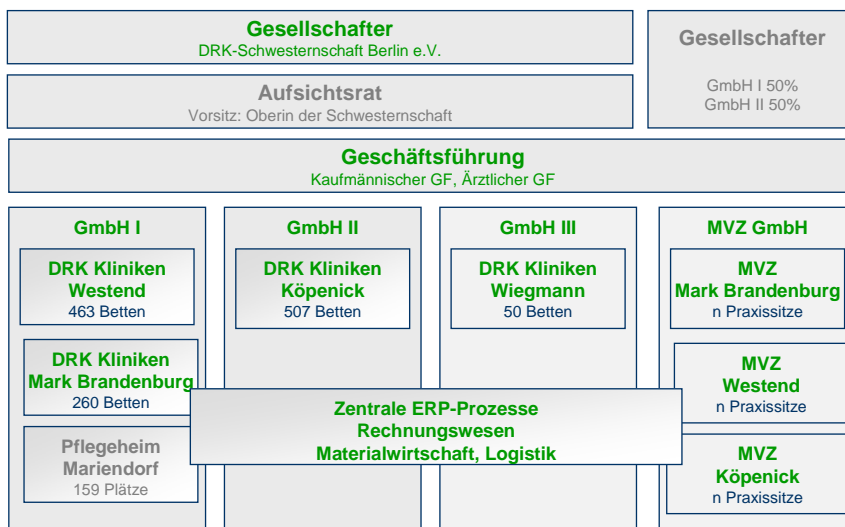 Gesellschafter
DRK-Schwesternschaft Berlin e.V.
Gesellschafter
GmbH I 50%
GmbH II 50%
Aufsichtsrat
Vorsitz: Oberin der Schwesternschaft
Geschäftsführung
Kaufmännischer GF, Ärztlicher GF
GmbH I
DRK Kliniken
Westend
463 Betten
DRK Kliniken
Mark Brandenburg
260 Betten
Pflegeheim
Mariendorf
159 Plätze
GmbH II
DRK Kliniken
Köpenick
507 Betten
GmbH III
DRK Kliniken
Wiegmann
50 Betten
MVZ GmbH
MVZ
Mark Brandenburg
n Praxissitze
MVZ
Westend
n Praxissitze
MVZ
Köpenick
n Praxissitze
Zentrale ERP-Prozesse
Rechnungswesen
Materialwirtschaft, Logistik